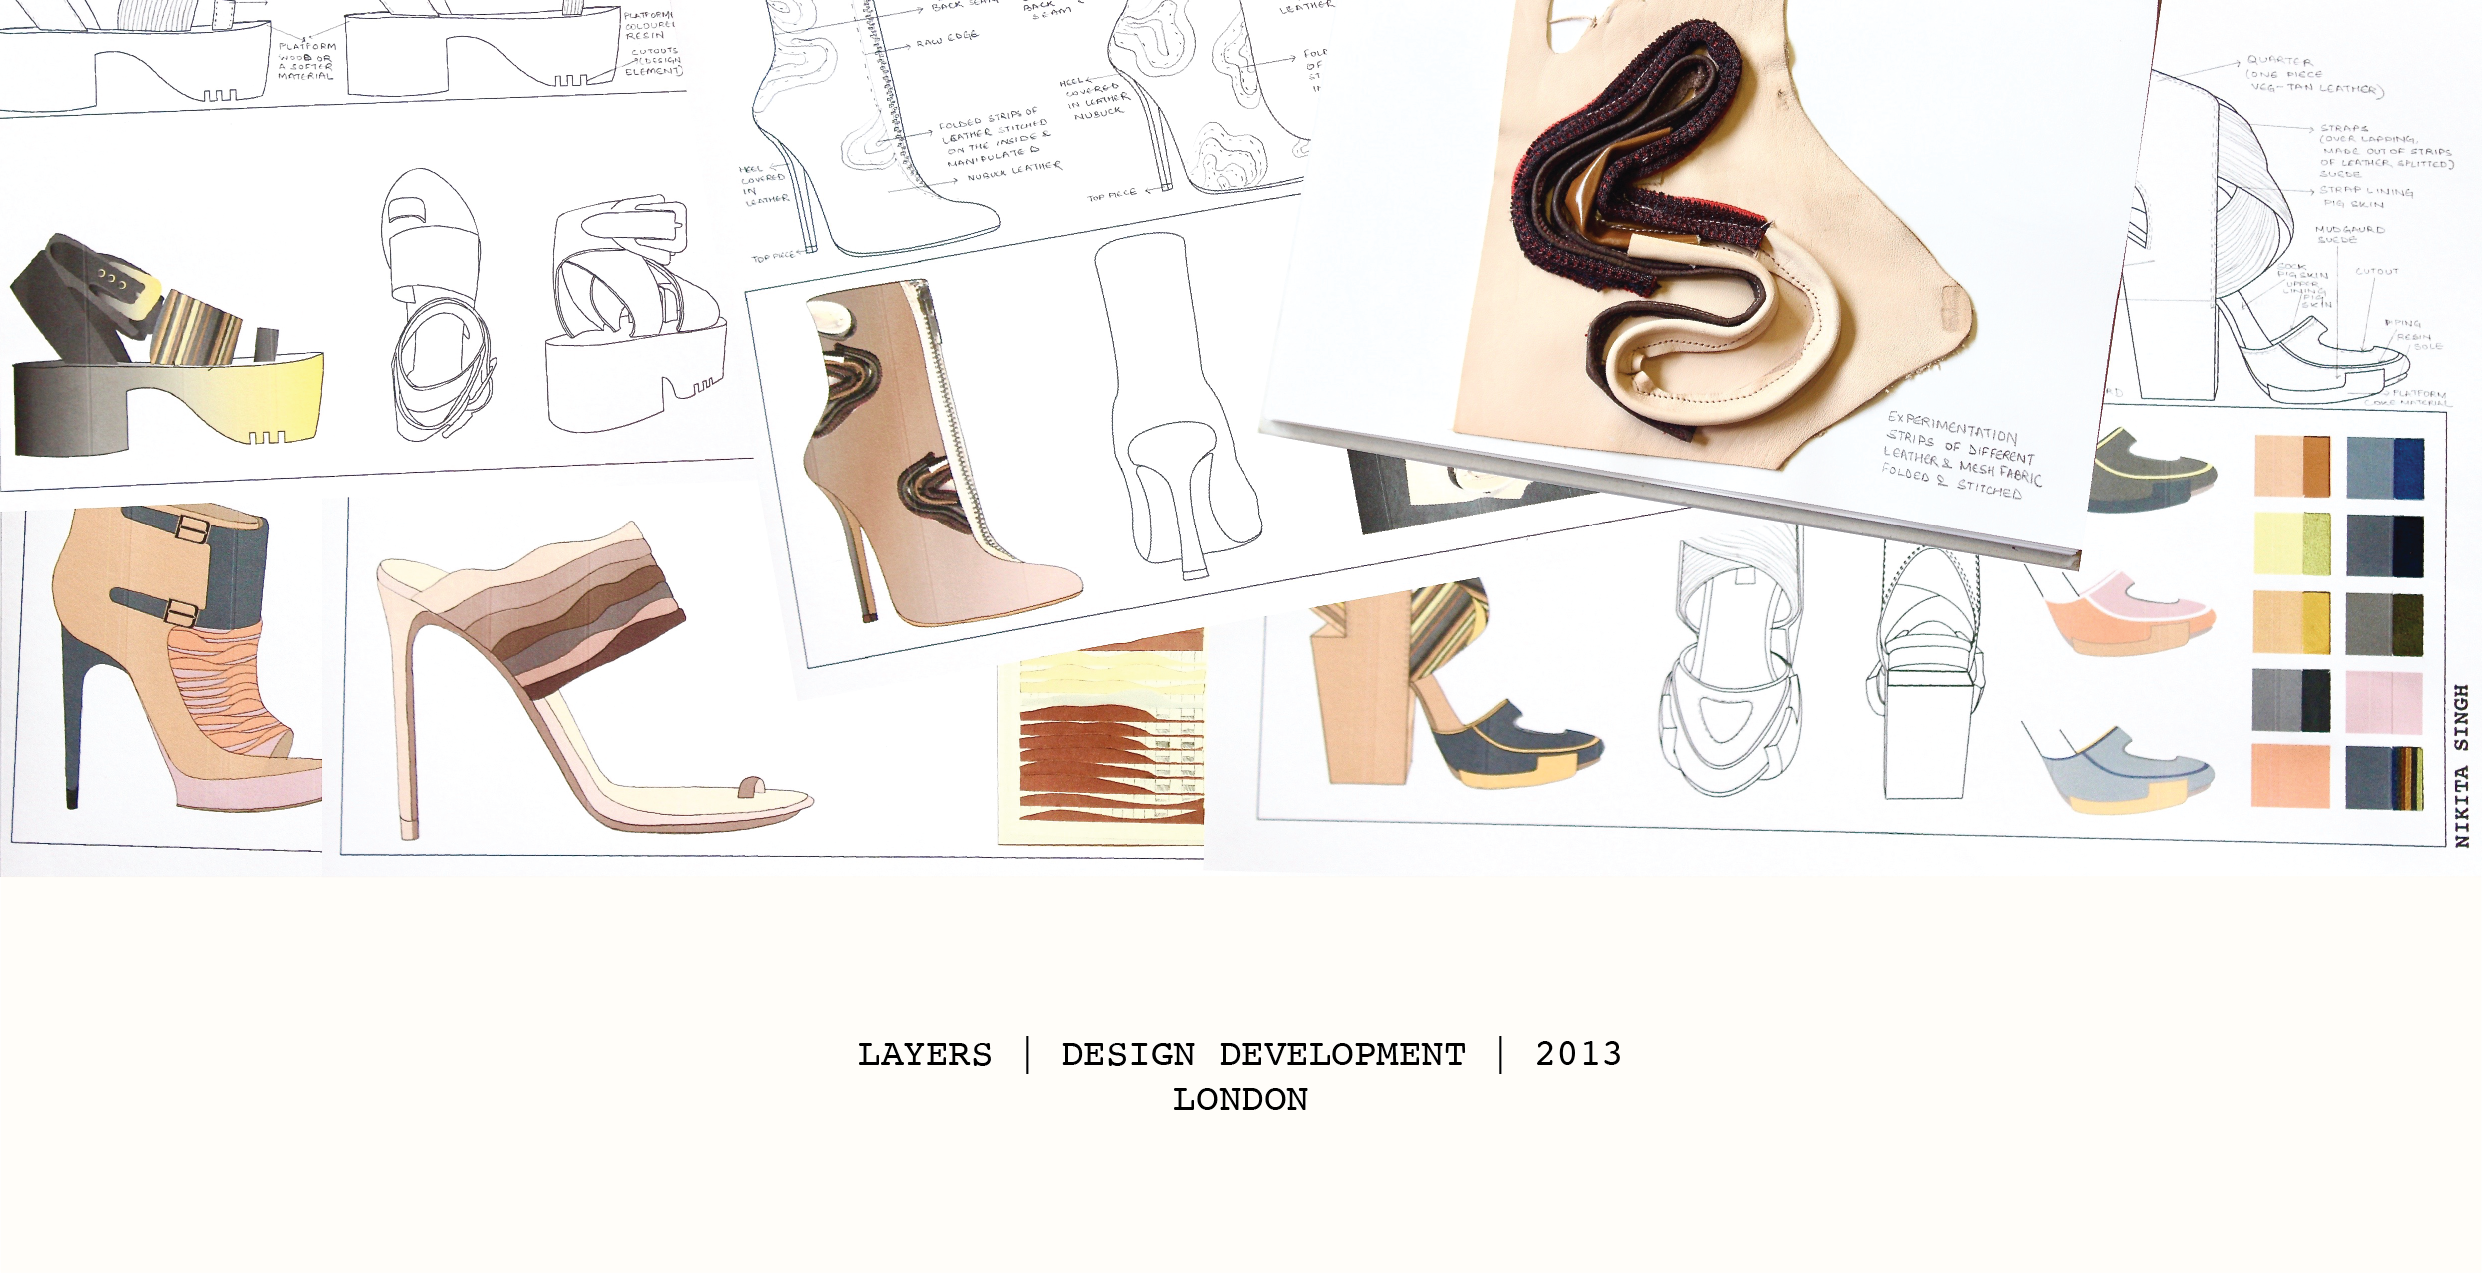 PLATFORM
WOOD OR
A SOFTER
MATERIAL
PLATFORM
COLOURED
RESIN
CUTOUTS
(DESIGN
ELEMENT)
BACK SEAM
RAW EDGE
FOLDED STRIPS OF
LEATHER STITCHED
ON THE INSIDE &
MANIPULATED
NUBUCK LEATHER
HEEL
COVERED
IN
LEATHER
TOP PIECE
BACK
SEAM
HEEL
COVERED
IN LEATHER
NUBUCK
TOP PIECE
LEATHER
OF
EXPERIMENTATION
STRIPS OF DIFFERENT
LEATHER & MESH FABRIC
FOLDED & STITCHED
QUARTER
(ONE PIECE
VEG-TAN LEATHER)
STRAPS
(OVER LAPPING,
MADE OUT OF STRIPS
OF LEATHER SPLITTED)
SUEDE
STRAP LINING
PIG SKIN
MUDGAURD
SUEDE
SOCK
PIG SKIN
UPPER
LINING
PIG
SKIN
CUTOUT
PIPING
RESIN
SOLE
PLATFORM
NIKITA SINGH
LAYERS | DESIGN DEVELOPMENT | 2013
LONDON